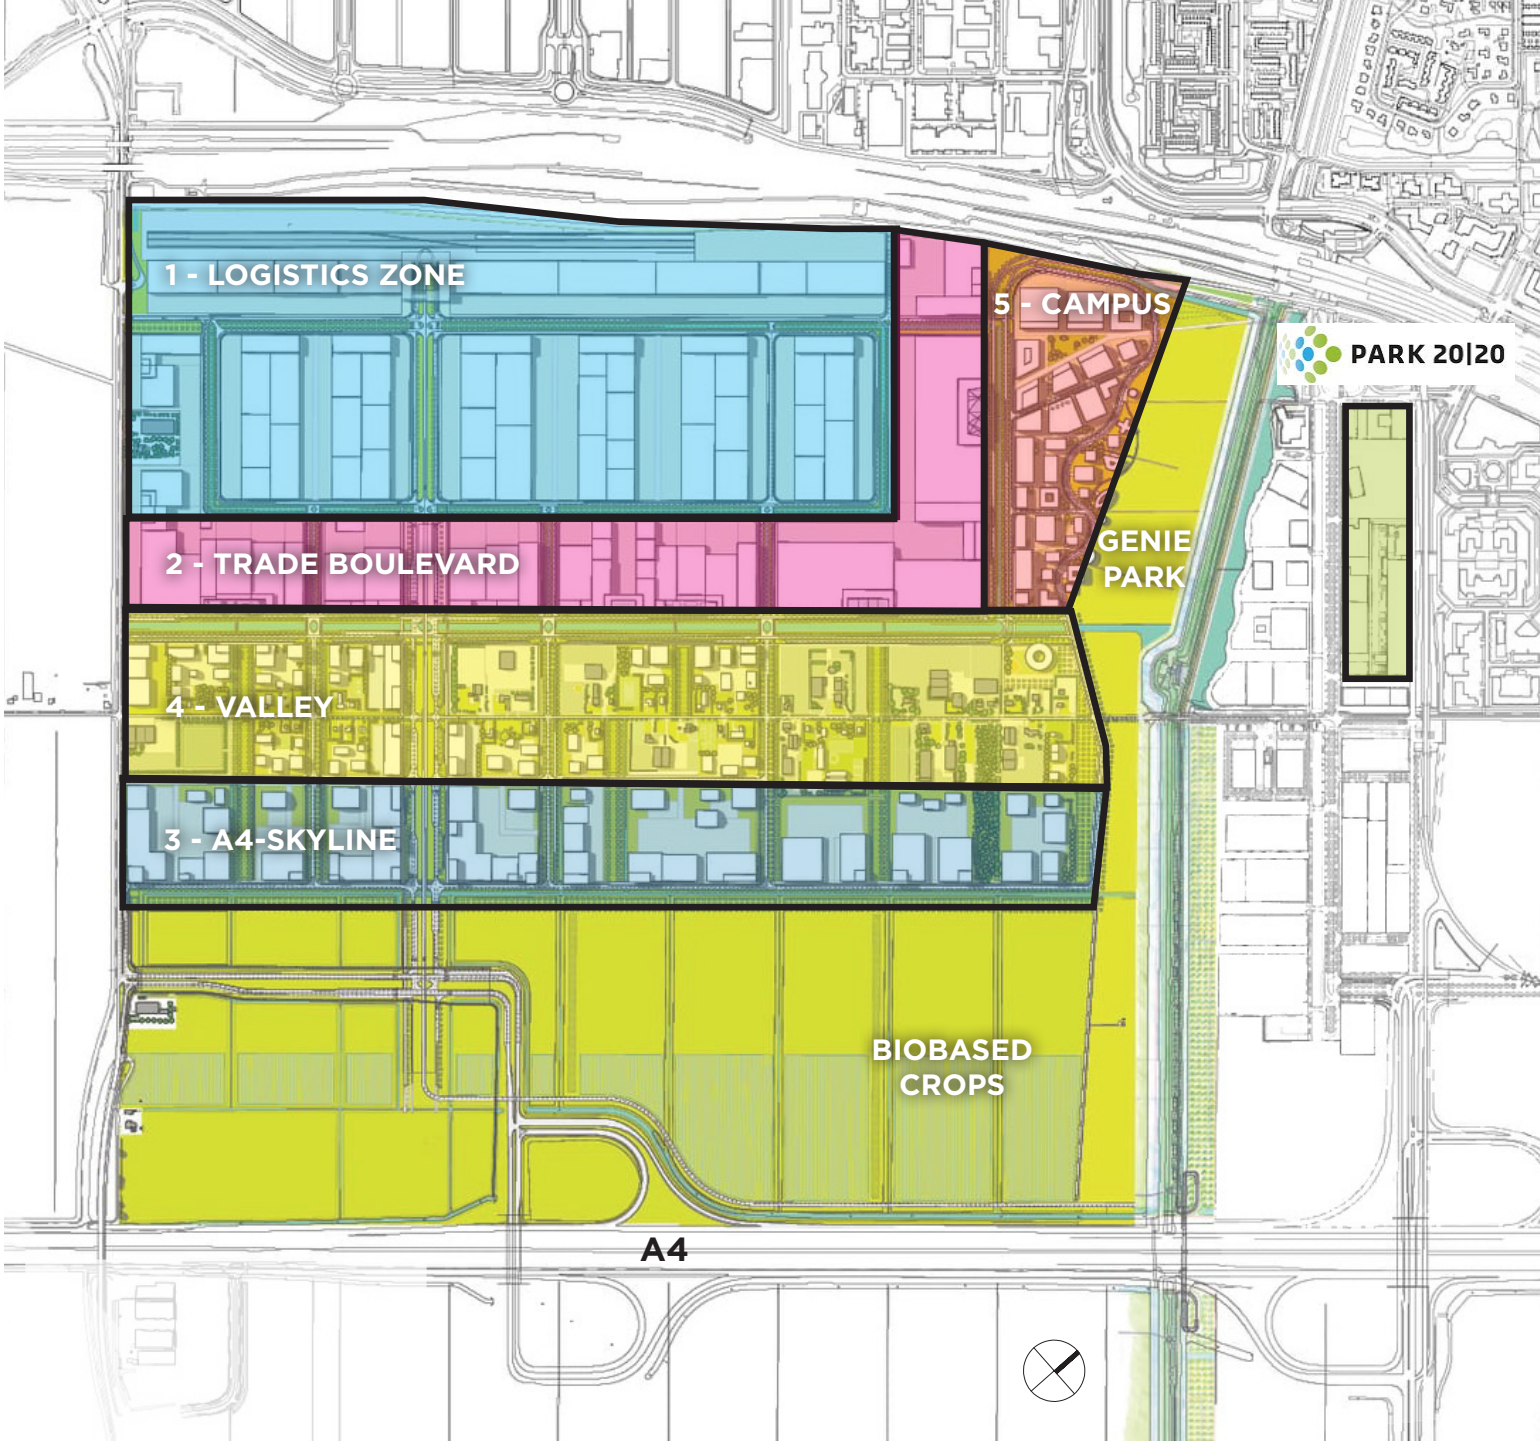 1 - LOGISTICS ZONE
5 - CAMPUS
PARK 20|20
GENIE
PARK
2 - TRADE BOULEVARD
4 - VALLEY
3 - A4-SKYLINE
BIOBASED
CROPS
A4